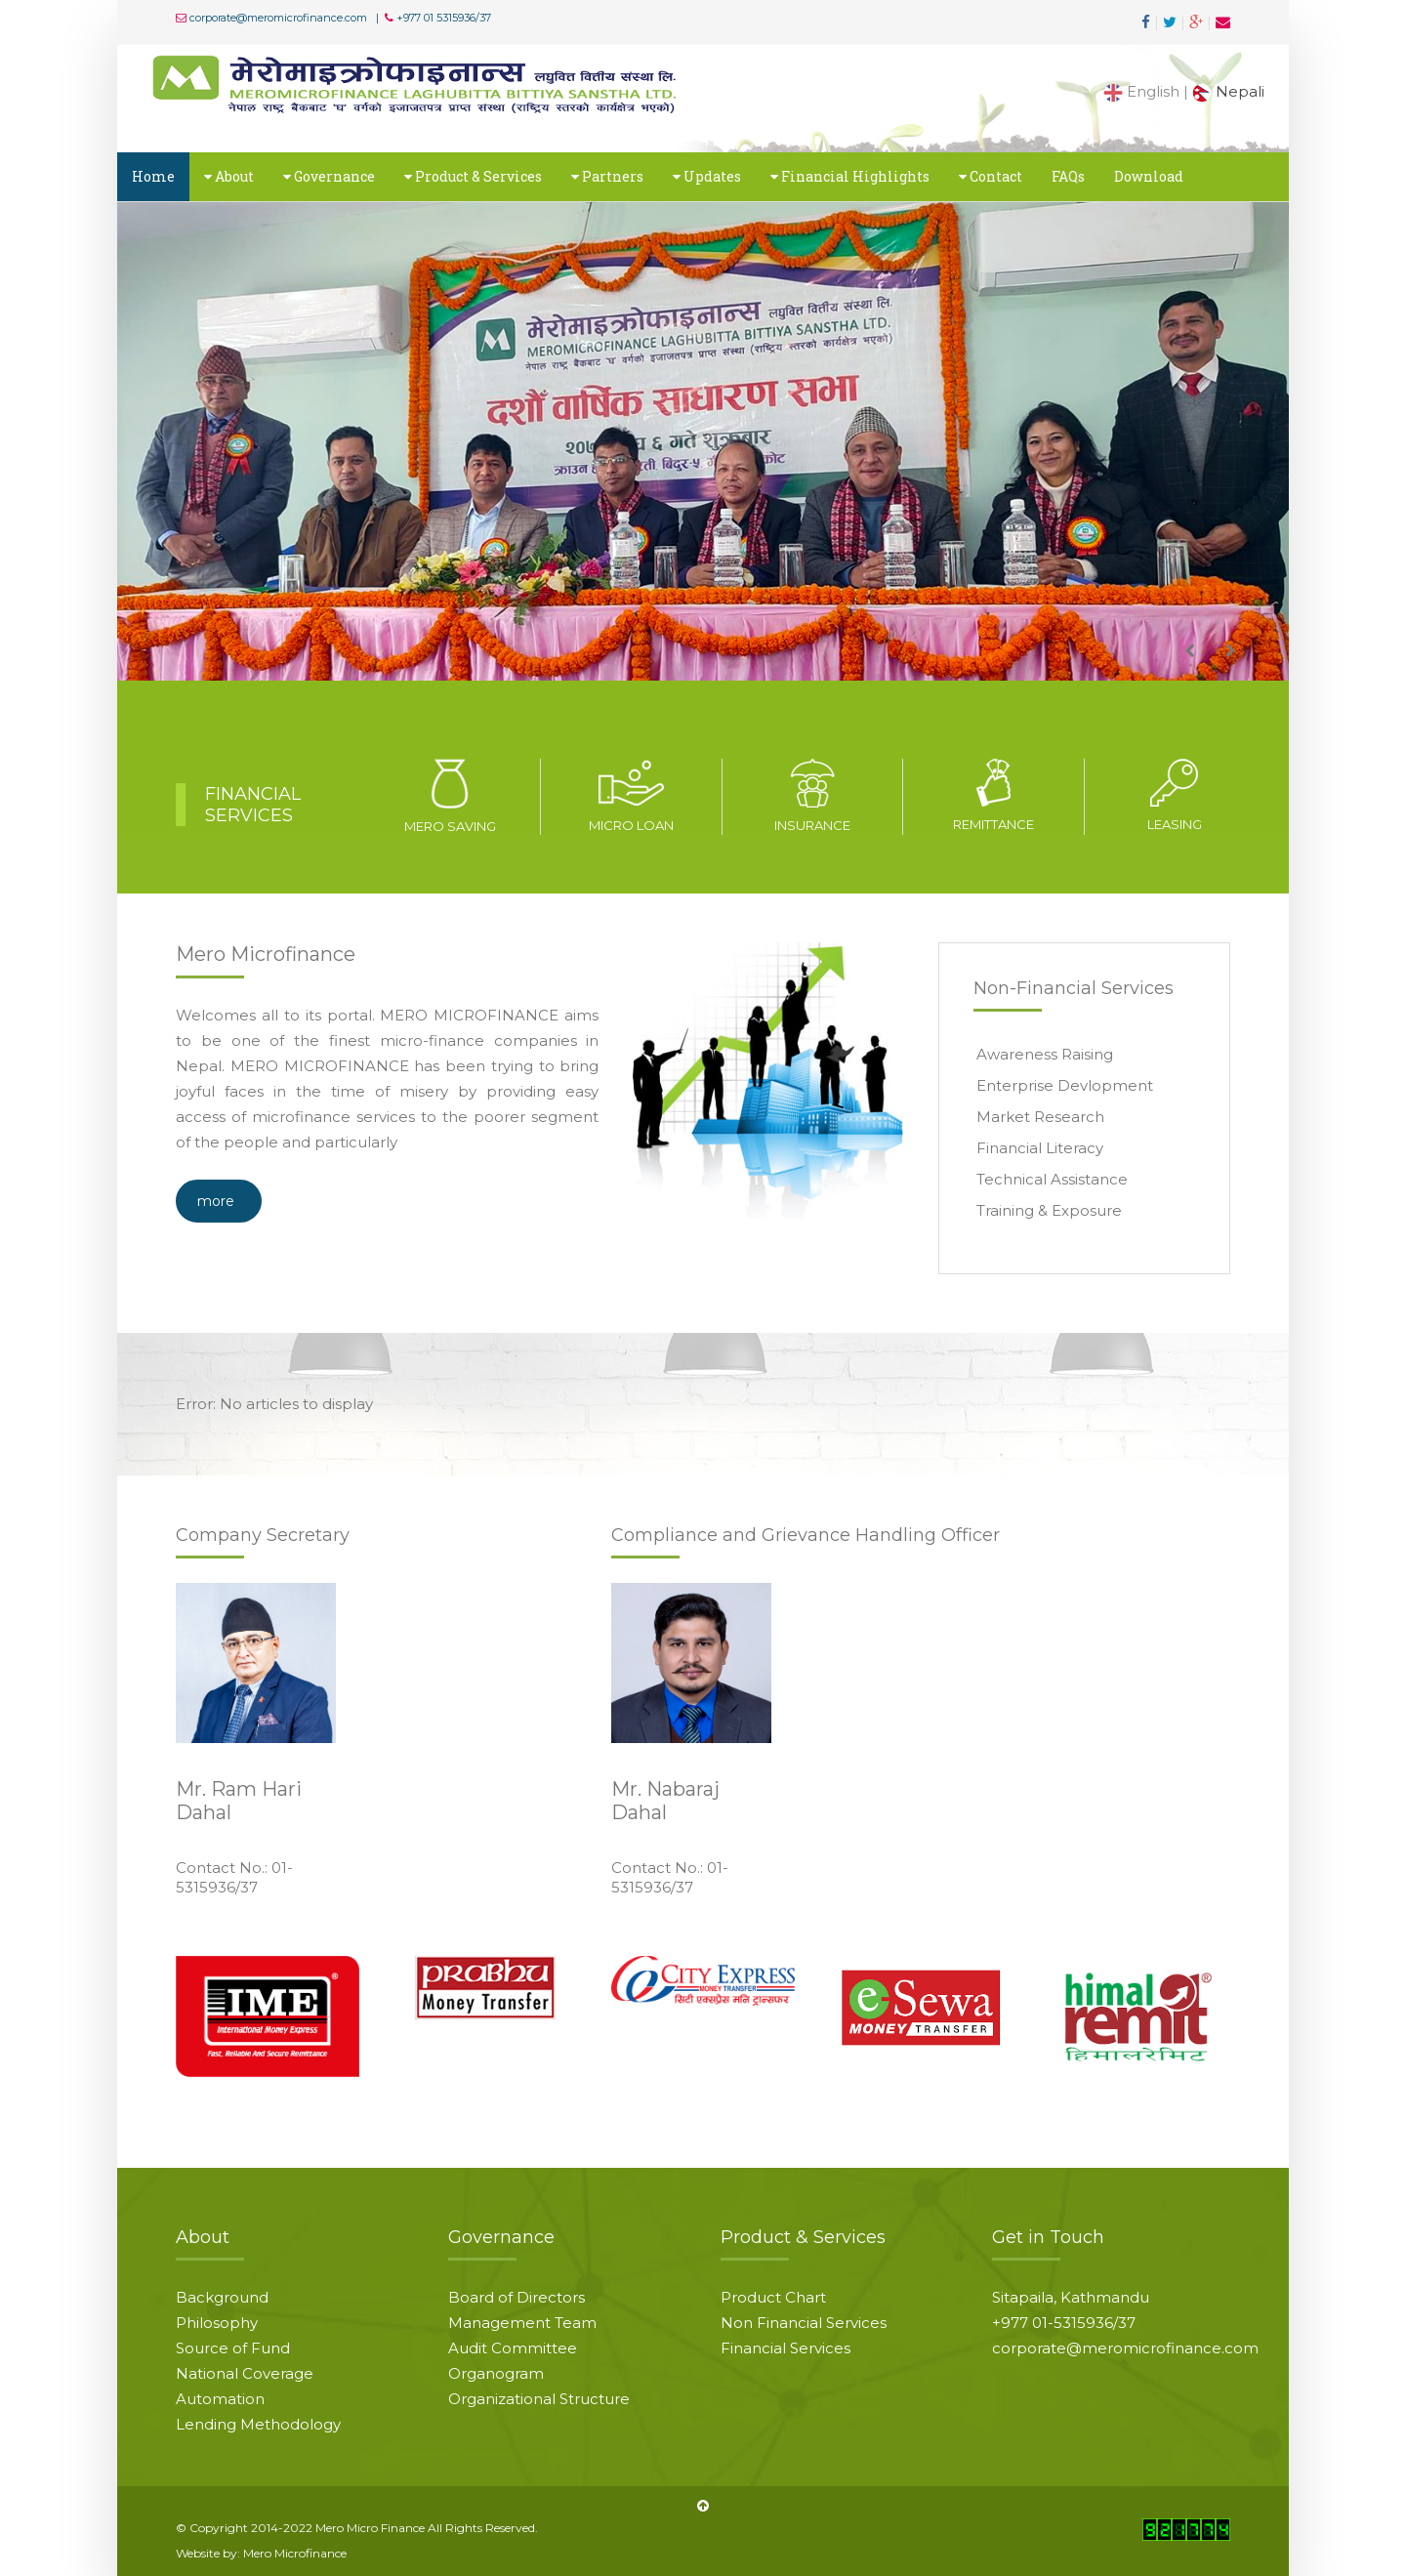 corporate@meromicrofinance.com | +977 01 5315936/37
मेरोमाइक्रोफाइनान्स लघुवित्त वित्तीय संस्था लि.
MEROMICROFINANCE LAGHUBITTA BITTIYA SANSTHA LTD.
नेपाल राष्ट्र बैंकबाट 'घ' वर्गको इजाजतपत्र प्राप्त संस्था (राष्ट्रिय स्तरको कार्यक्षेत्र भएको)
English | Nepali
Home About Governance Product & Services Partners Updates Financial Highlights Contact FAQs Download
मेरोमाइक्रोफाइनान्स लघुवित्त वित्तीय संस्था लि.
MEROMICROFINANCE LAGHUBITTA BITTIYA SANSTHA LTD.
नेपाल राष्ट्र बैंकबाट 'घ' वर्गको इजाजतपत्र प्राप्त संस्था (राष्ट्रिय स्तरको कार्यक्षेत्र भएको)
दशौँ वार्षिक साधारण सभा
६ गते शुक्रबार
FINANCIAL
SERVICES
MERO SAVING
MICRO LOAN
INSURANCE
REMITTANCE
LEASING
Mero Microfinance
Welcomes all to its portal. MERO MICROFINANCE aims
to be one of the finest micro-finance companies in
Nepal. MERO MICROFINANCE has been trying to bring
joyful faces in the time of misery by providing easy
access of microfinance services to the poorer segment
of the people and particularly
more
Non-Financial Services
Awareness Raising
Enterprise Devlopment
Market Research
Financial Literacy
Technical Assistance
Training & Exposure
Error: No articles to display
Company Secretary
Mr. Ram Hari
Dahal
Contact No.: 01-
5315936/37
Compliance and Grievance Handling Officer
Mr. Nabaraj
Dahal
Contact No.: 01-
5315936/37
IME
International Money Express
Fast, Reliable And Secure Remittance
Prabhu
Money Transfer
CITY EXPRESS
MONEY TRANSFER
सिटी एक्सप्रेस मनि ट्रान्सफर
e-Sewa
MONEY TRANSFER
himal
remit®
हिमालरेमिट
About
Background
Philosophy
Source of Fund
National Coverage
Automation
Lending Methodology
Governance
Board of Directors
Management Team
Audit Committee
Organogram
Organizational Structure
Product & Services
Product Chart
Non Financial Services
Financial Services
Get in Touch
Sitapaila, Kathmandu
+977 01-5315936/37
corporate@meromicrofinance.com
© Copyright 2014-2022 Mero Micro Finance All Rights Reserved.
Website by: Mero Microfinance